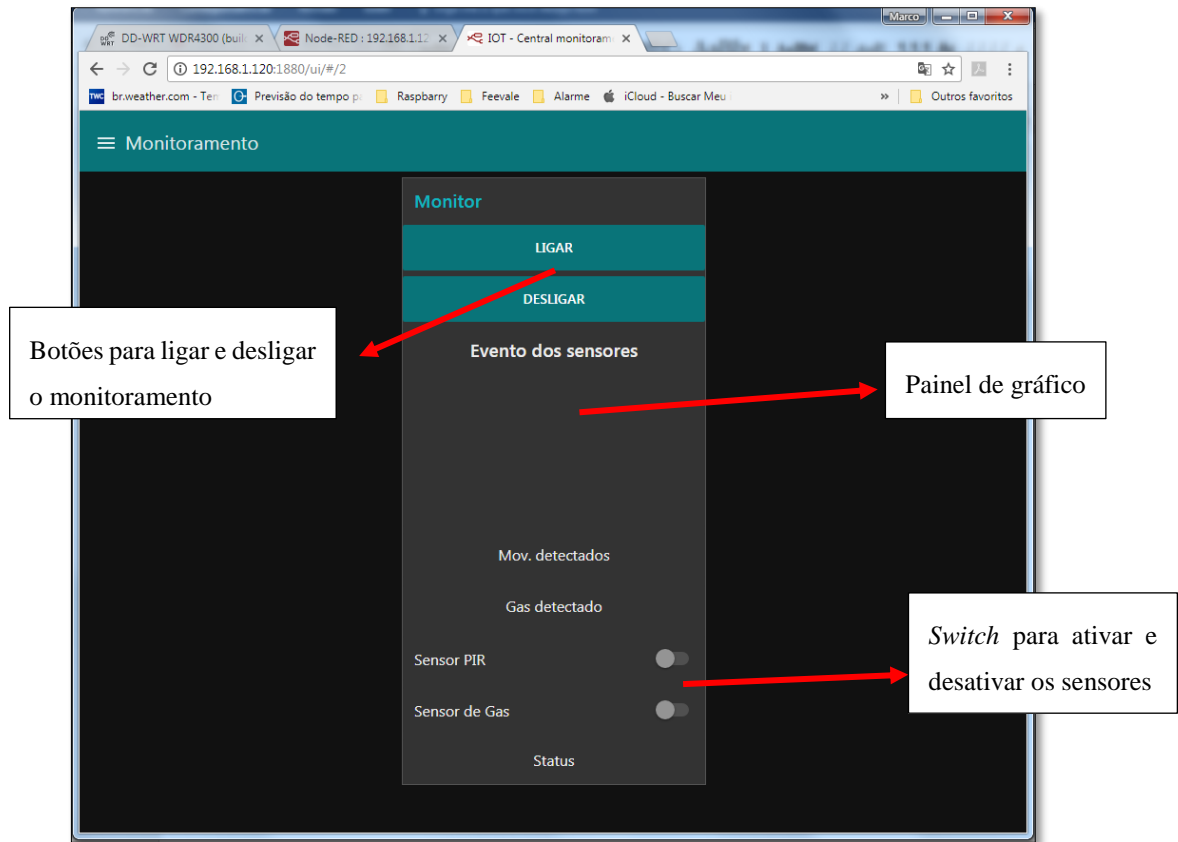 Marco
DD-WRT WDR4300 (buil
Node-RED : 192.168.1.12
IOT - Central monitoram
192.168.1.120:1880/ui/#/2
br.weather.com - Ten
Previsão do tempo pa
Raspbarry
Feevale
Alarme
iCloud - Buscar Meu
»
Outros favoritos
Monitoramento
Monitor
LIGAR
DESLIGAR
Botões para ligar e desligar
o monitoramento
Evento dos sensores
Painel de gráfico
Mov. detectados
Gas detectado
Switch para ativar e
desativar os sensores
Sensor PIR
Sensor de Gas
Status